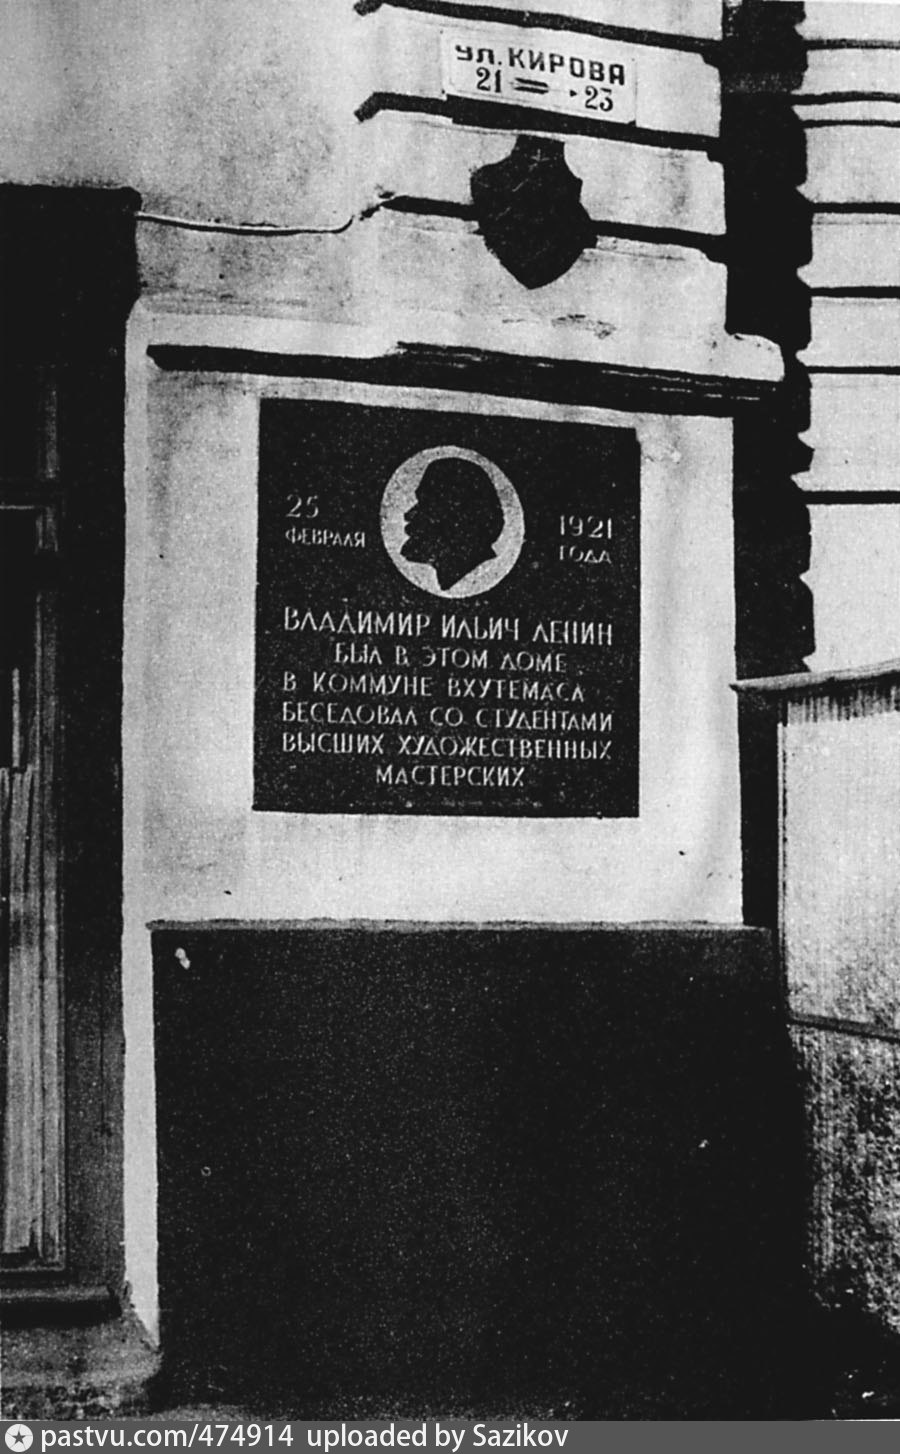 УЛ. КИРОВА
21 23
25
ФЕВРАЛЯ
1921
ГОДА
ВЛАДИМИР ИЛЬИЧ ЛЕНИН
БЫЛ В ЭТОМ ДОМЕ
В КОММУНЕ ВХУТЕМАСА
БЕСЕДОВАЛ СО СТУДЕНТАМИ
ВЫСШИХ ХУДОЖЕСТВЕННЫХ
МАСТЕРСКИХ
pastvu.com/474914 uploaded by Sazikov